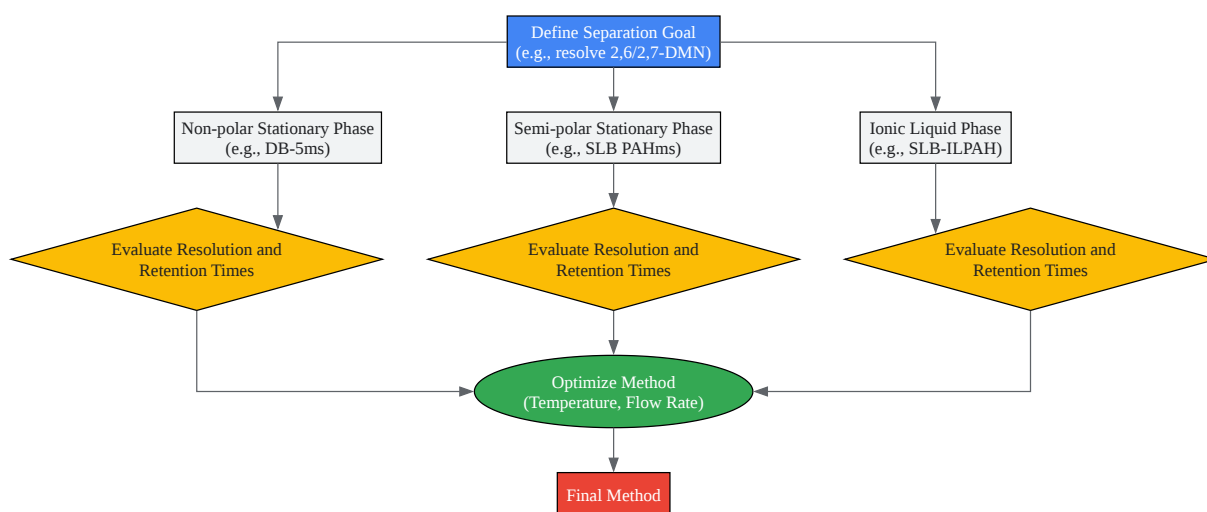 Define Separation Goal
(e.g., resolve 2,6/2,7-DMN)
Non-polar Stationary Phase
(e.g., DB-5ms)
Semi-polar Stationary Phase
(e.g., SLB PAHms)
Ionic Liquid Phase
(e.g., SLB-ILPAH)
Evaluate Resolution and
Retention Times
Evaluate Resolution and
Retention Times
Evaluate Resolution and
Retention Times
Optimize Method
(Temperature, Flow Rate)
Final Method